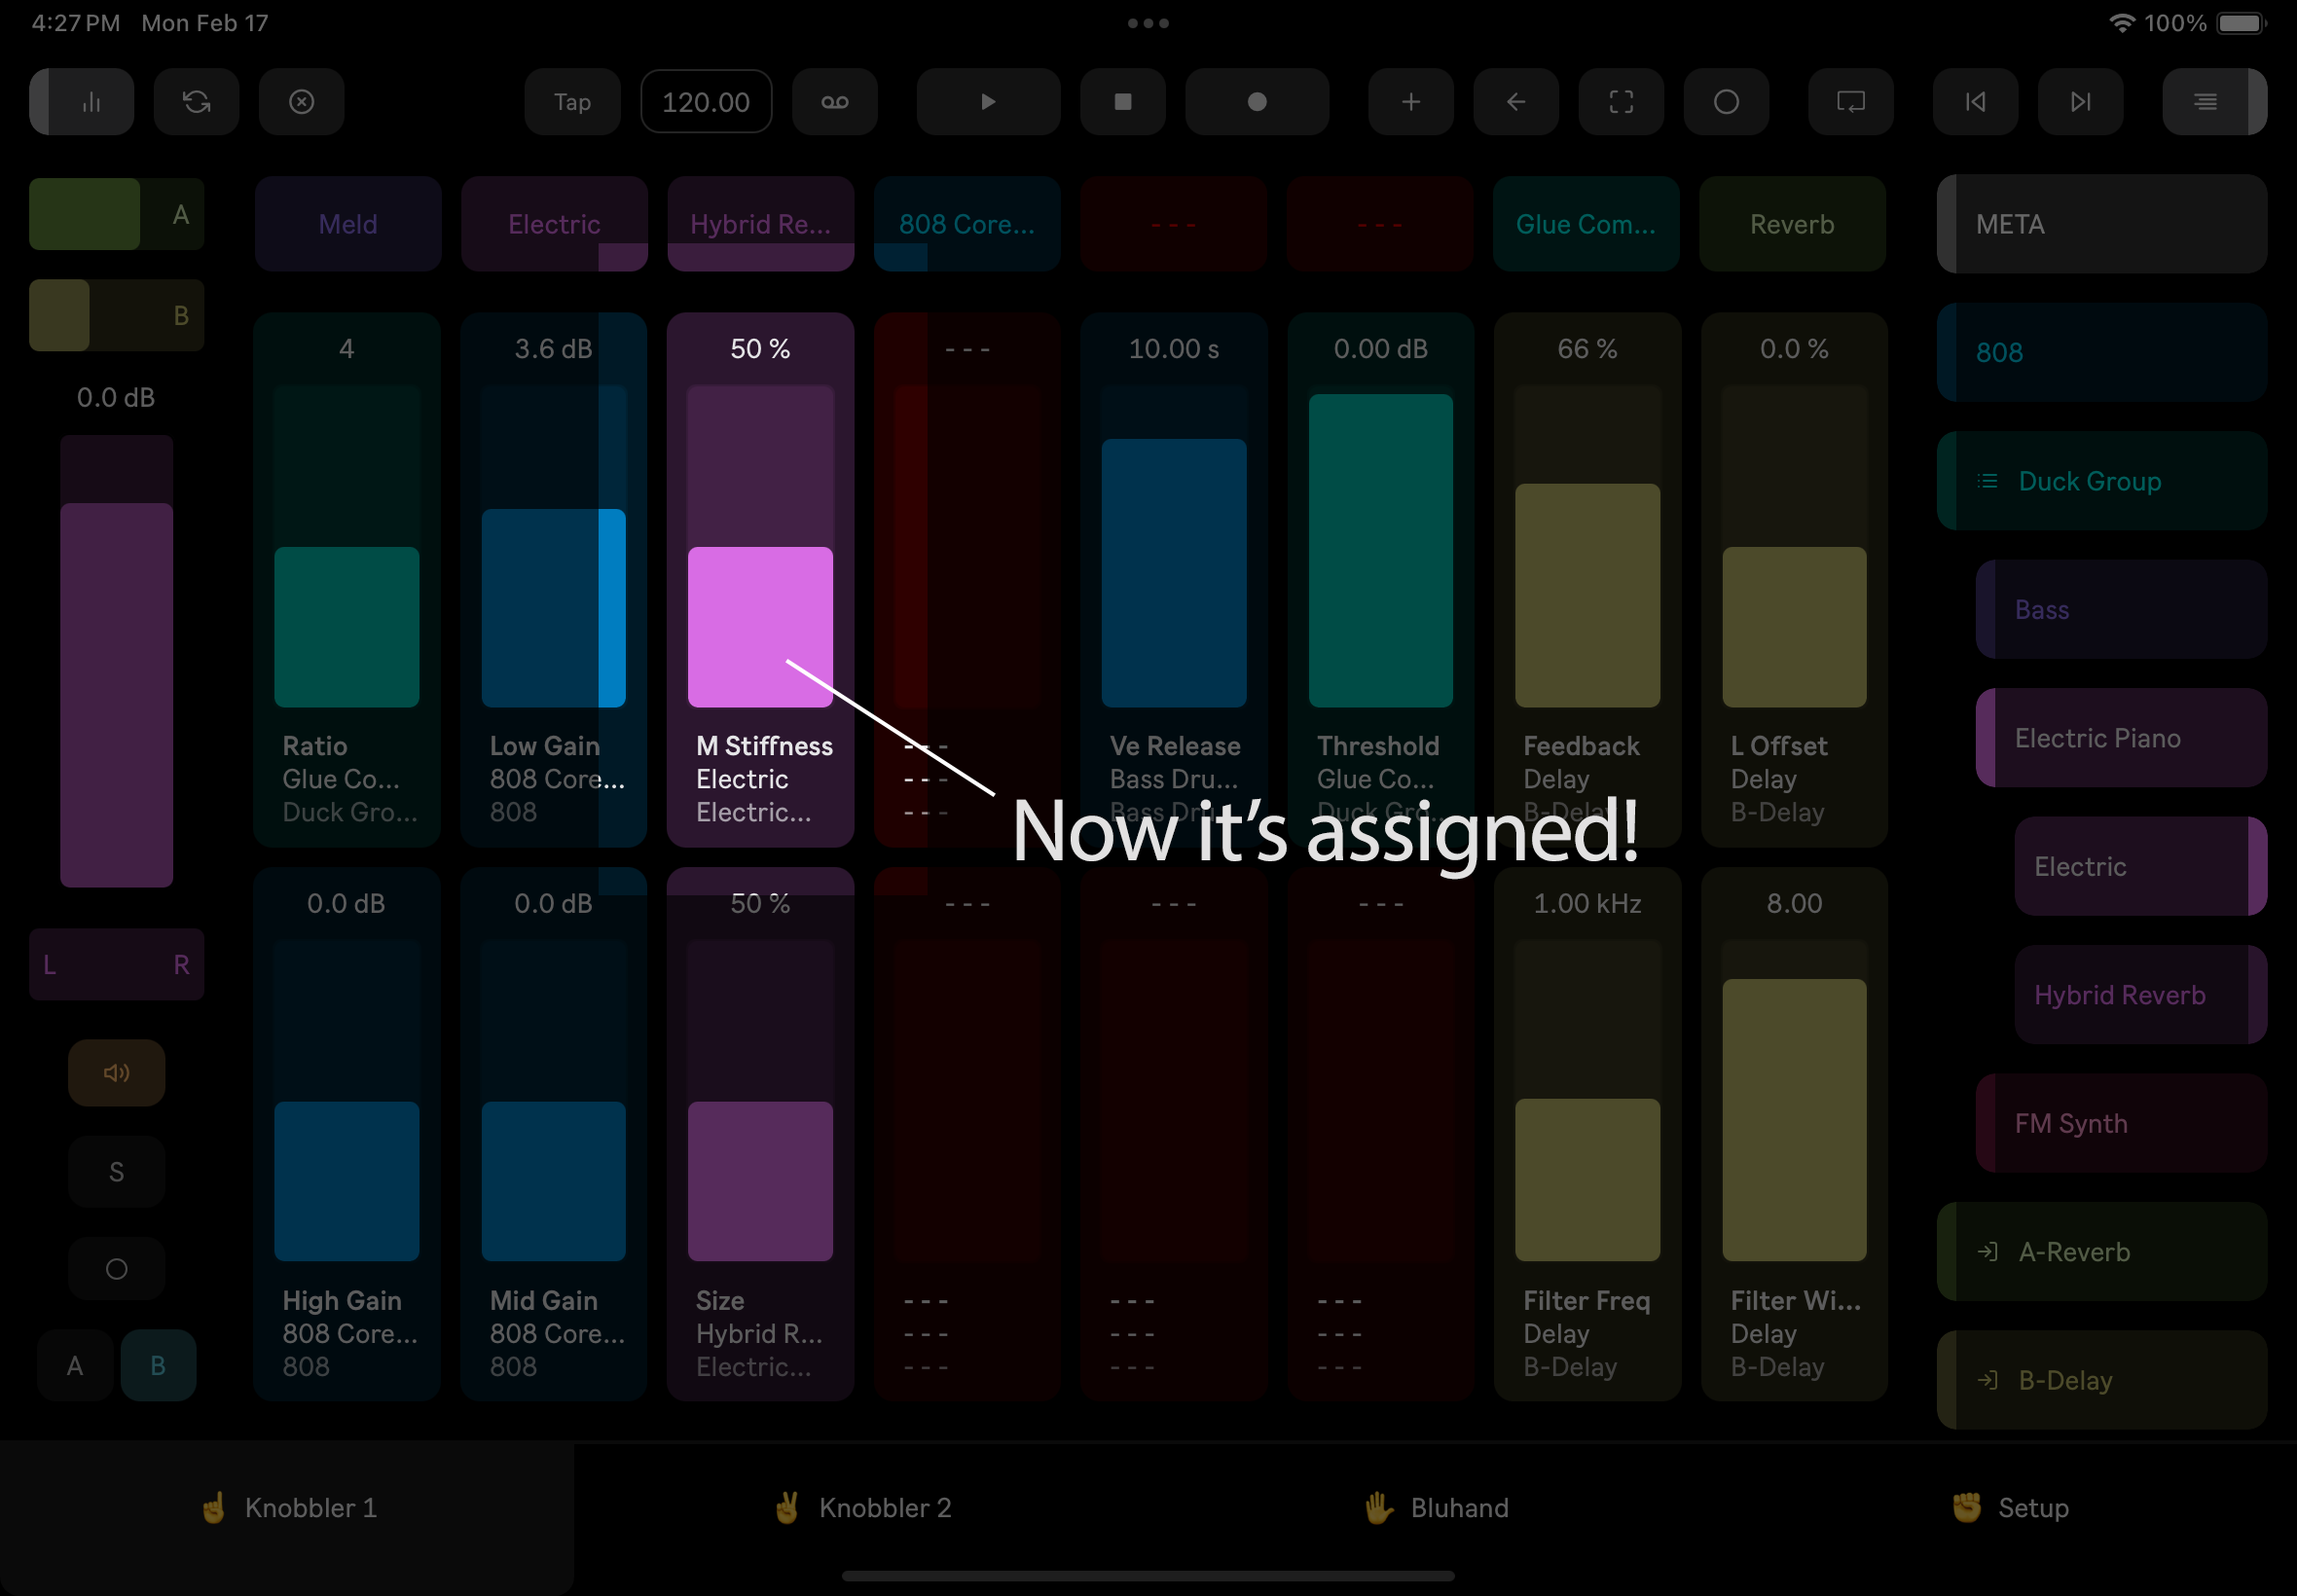 4:27 PM Mon Feb 17
100%
Tap
120.00
A
B
0.0 dB
L R
S
A B
Meld
Electric
Hybrid Re...
808 Core...
- - -
- - -
Glue Com...
Reverb
4
Ratio
Glue Co...
Duck Gro...
3.6 dB
Low Gain
808 Core...
808
50 %
M Stiffness
Electric
Electric...
- - -
- - -
- - -
- - -
10.00 s
Ve Release
Bass Dru...
Bass Dru...
0.00 dB
Threshold
Glue Co...
Duck Gro...
66 %
Feedback
Delay
B-Delay
0.0 %
L Offset
Delay
B-Delay
Now it’s assigned!
0.0 dB
High Gain
808 Core...
808
0.0 dB
Mid Gain
808 Core...
808
50 %
Size
Hybrid R...
Electric...
- - -
- - -
- - -
- - -
- - -
- - -
- - -
- - -
- - -
- - -
- - -
- - -
1.00 kHz
Filter Freq
Delay
B-Delay
8.00
Filter Wi...
Delay
B-Delay
META
808
Duck Group
Bass
Electric Piano
Electric
Hybrid Reverb
FM Synth
A-Reverb
B-Delay
Knobbler 1
Knobbler 2
Bluhand
Setup